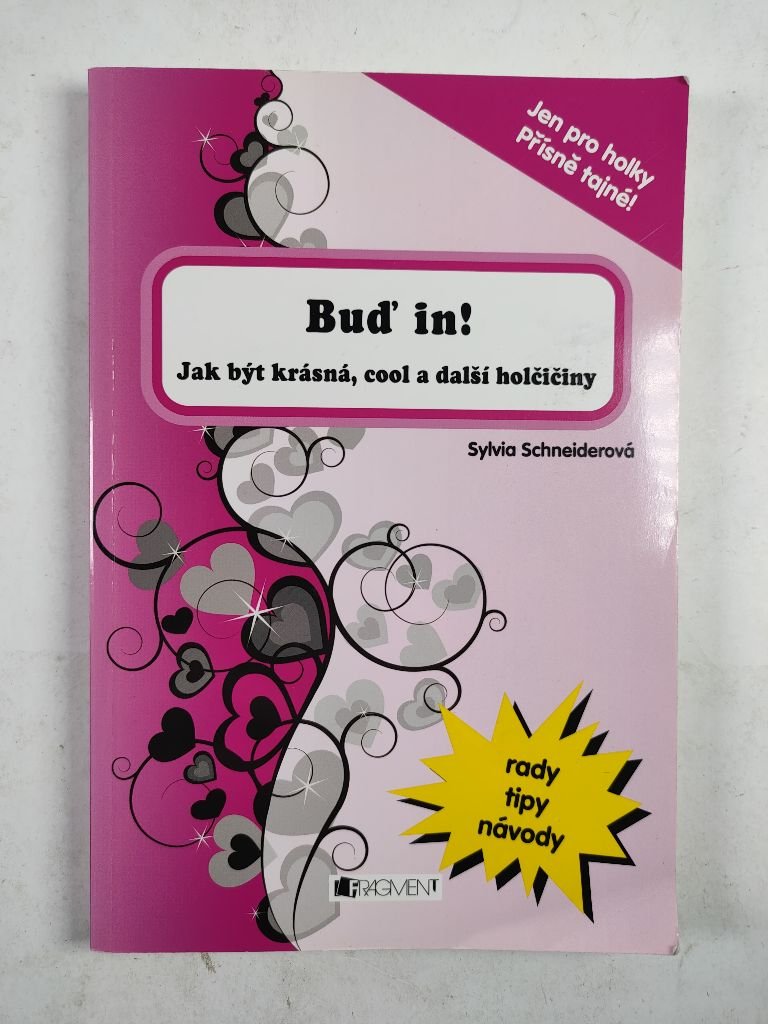 Jen pro holky
Přísně tajné!
Buď in!
Jak být krásná, cool a další holčičiny
Sylvia Schneiderová
rady
tipy
návody
FRAGMENT